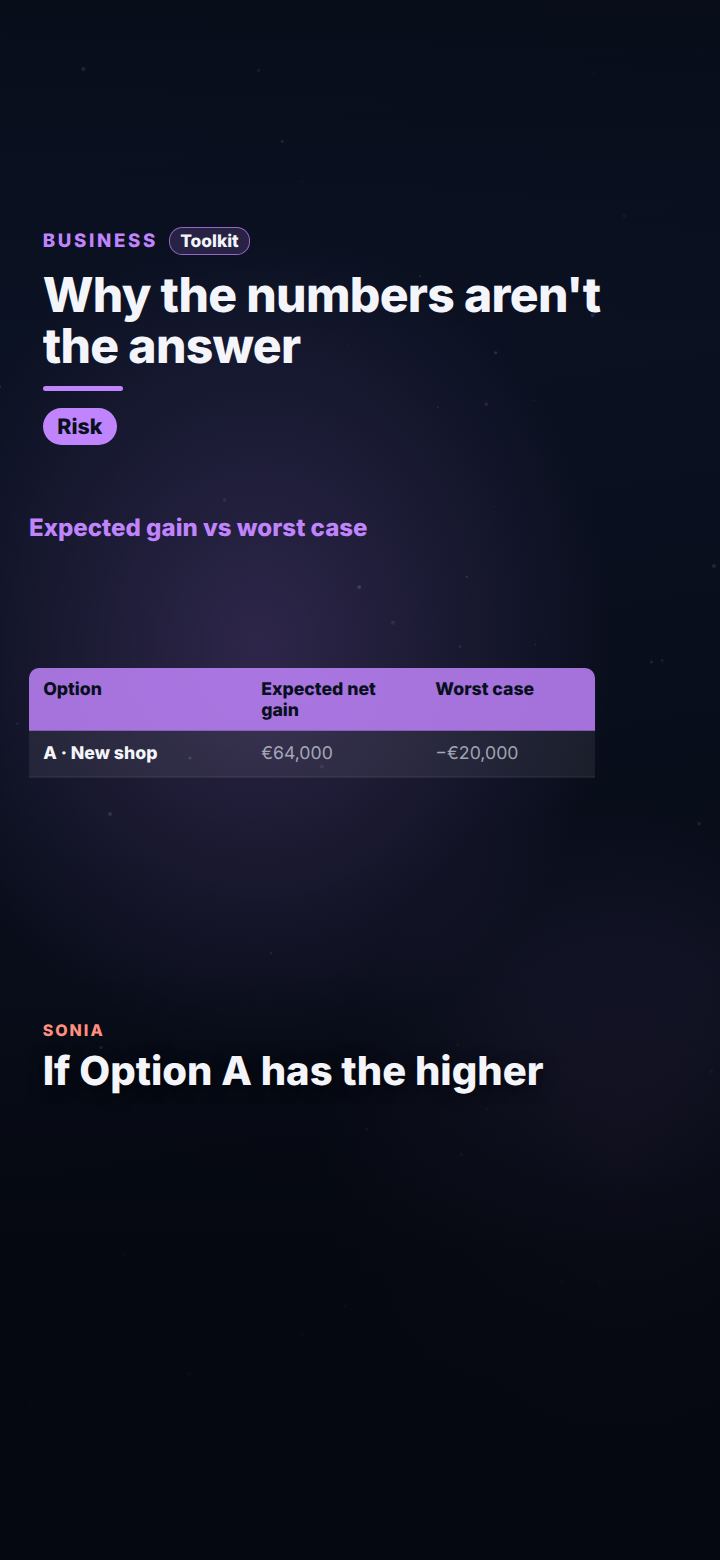 BUSINESS Toolkit
Why the numbers aren't
the answer
Risk
Expected gain vs worst case
Option Expected net gain Worst case
A · New shop €64,000 −€20,000
SONIA
If Option A has the higher